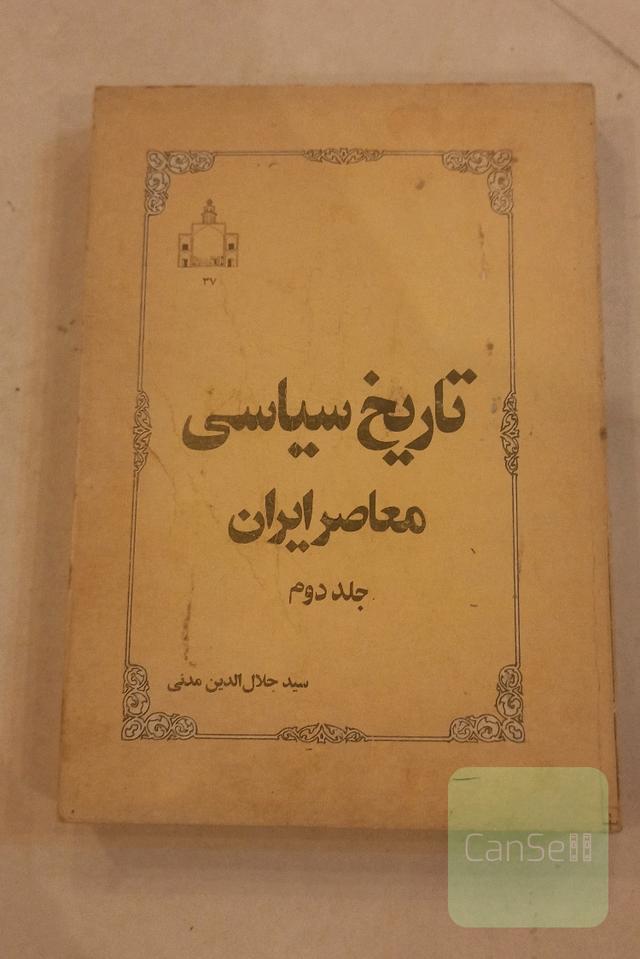 ۳۷
تاریخ سیاسی
معاصر ایران
جلد دوم
سید جلال‌الدین مدنی
CanSell